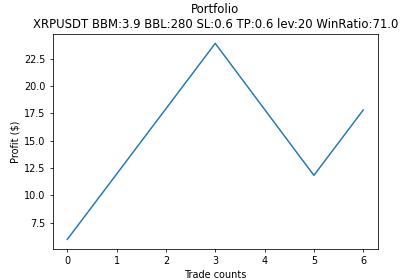 Portfolio
XRPUSDT BBM:3.9 BBL:280 SL:0.6 TP:0.6 lev:20 WinRatio:71.0
22.5
20.0
17.5
15.0
12.5
10.0
7.5
Profit ($)
0 1 2 3 4 5 6
Trade counts